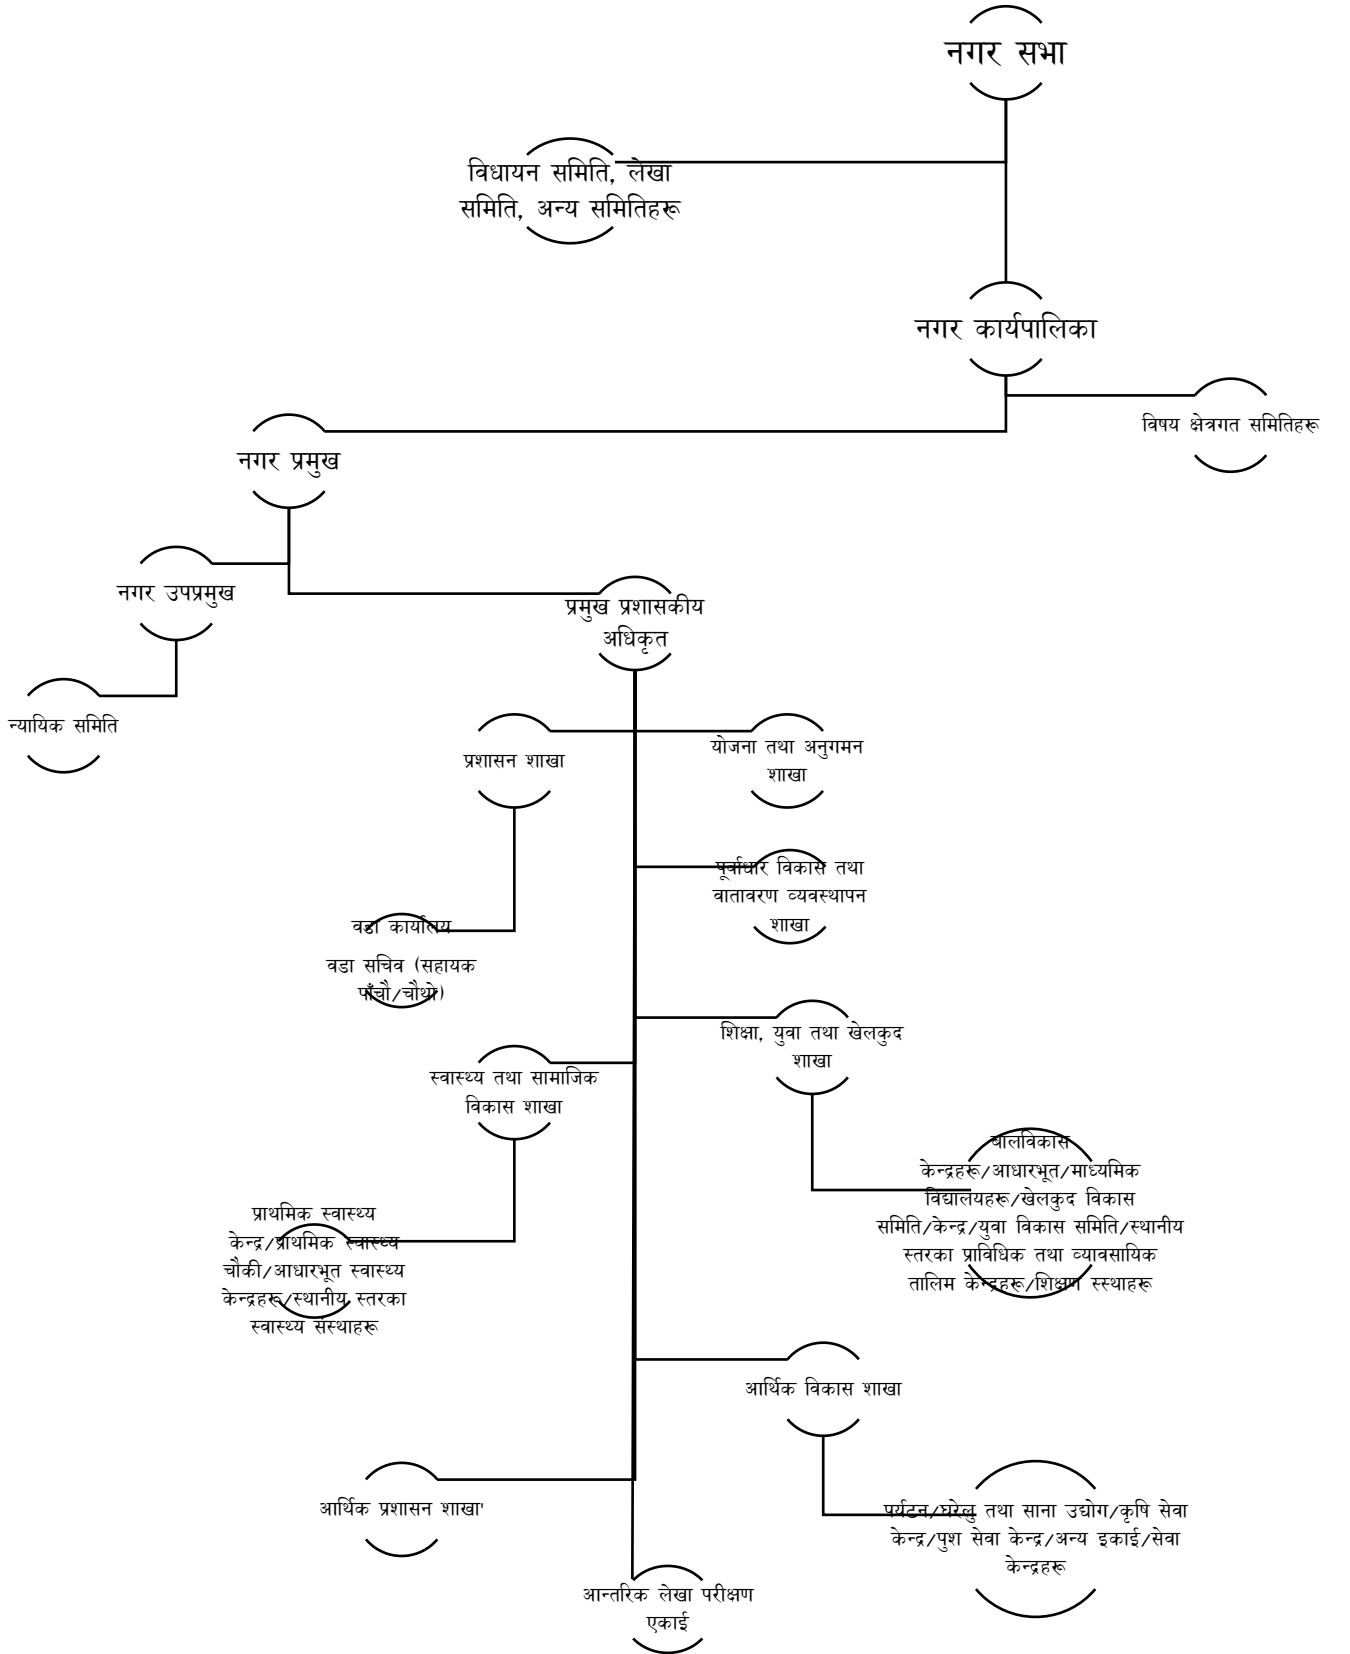 नगर सभा
विधायन समिति, लेखा
समिति, अन्य समितिहरू
नगर कार्यपालिका
विषय क्षेत्रगत समितिहरू
नगर प्रमुख
नगर उपप्रमुख
प्रमुख प्रशासकीय
अधिकृत
न्यायिक समिति
प्रशासन शाखा
योजना तथा अनुगमन
शाखा
पूर्वाधार विकास तथा
वातावरण व्यवस्थापन
शाखा
वडा कार्यालय
वडा सचिव (सहायक
पाँचौ/चौथो)
शिक्षा, युवा तथा खेलकुद
शाखा
स्वास्थ्य तथा सामाजिक
विकास शाखा
बालविकास
केन्द्रहरू/आधारभूत/माध्यमिक
विद्यालयहरू/खेलकुद विकास
समिति/केन्द्र/युवा विकास समिति/स्थानीय
स्तरका प्राविधिक तथा व्यावसायिक
तालिम केन्द्रहरू/शिक्षण स्स्थाहरू
प्राथमिक स्वास्थ्य
केन्द्र/प्राथमिक स्वास्थ्य
चौकी/आधारभूत स्वास्थ्य
केन्द्रहरू/स्थानीय स्तरका
स्वास्थ्य संस्थाहरू
आर्थिक विकास शाखा
आर्थिक प्रशासन शाखा'
पर्यटन/घरेलु तथा साना उद्योग/कृषि सेवा
केन्द्र/पुश सेवा केन्द्र/अन्य इकाई/सेवा
केन्द्रहरू
आन्तरिक लेखा परीक्षण
एकाई